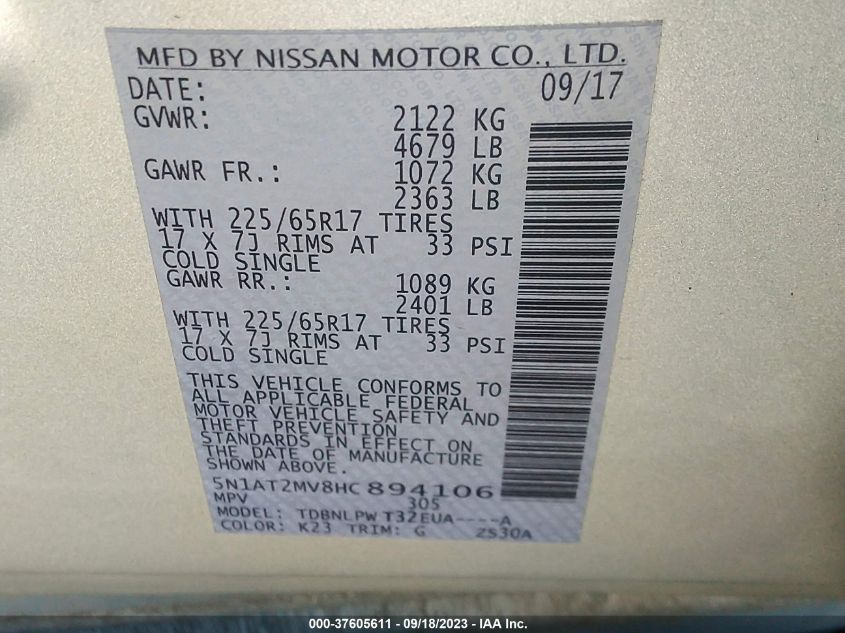 MFD BY NISSAN MOTOR CO., LTD.
DATE: 09/17
GVWR: 2122 KG
4679 LB
GAWR FR.: 1072 KG
2363 LB
WITH 225/65R17 TIRES
17 X 7J RIMS AT 33 PSI
COLD SINGLE
GAWR RR.: 1089 KG
2401 LB
WITH 225/65R17 TIRES
17 X 7J RIMS AT 33 PSI
COLD SINGLE
THIS VEHICLE CONFORMS TO
ALL APPLICABLE FEDERAL
MOTOR VEHICLE SAFETY AND
THEFT PREVENTION
STANDARDS IN EFFECT ON
THE DATE OF MANUFACTURE
SHOWN ABOVE.
5N1AT2MV8HC894106
MPV 305
MODEL: TDBNLPW T32EUA----A
COLOR: K23 TRIM: G ZS30A
000-37605611 - 09/18/2023 - IAA Inc.